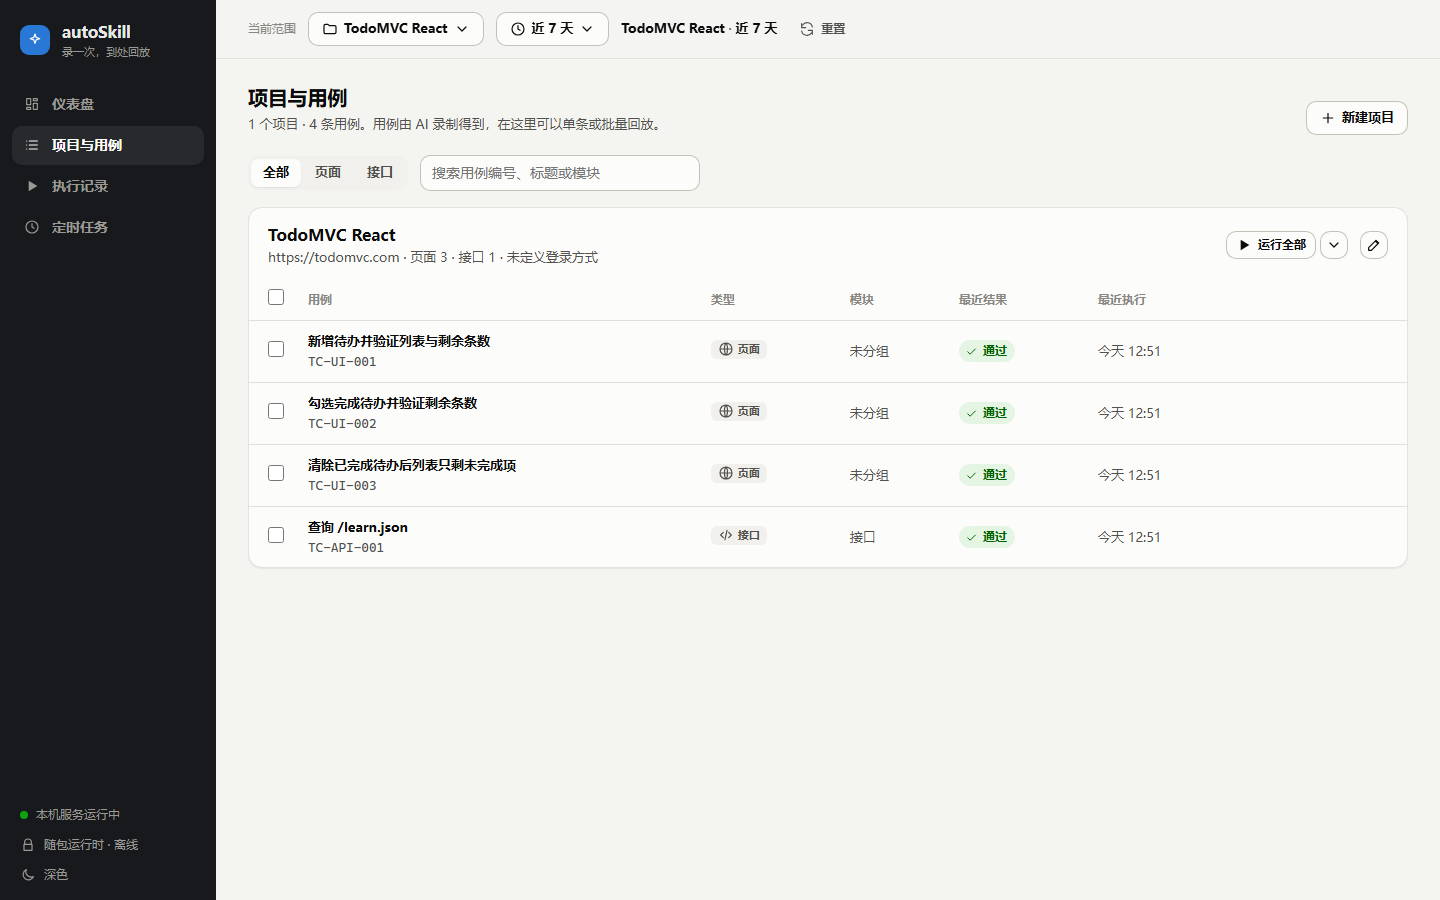 autoSkill
录一次，到处回放
仪表盘
项目与用例
执行记录
定时任务
本机服务运行中
随包运行时 · 离线
深色
当前范围
TodoMVC React
近 7 天
TodoMVC React · 近 7 天
重置
项目与用例
1 个项目 · 4 条用例。用例由 AI 录制得到，在这里可以单条或批量回放。
新建项目
全部 页面 接口
搜索用例编号、标题或模块
TodoMVC React
https://todomvc.com · 页面 3 · 接口 1 · 未定义登录方式
运行全部
用例 类型 模块 最近结果 最近执行
新增待办并验证列表与剩余条数
TC-UI-001
页面 未分组 通过 今天 12:51
勾选完成待办并验证剩余条数
TC-UI-002
页面 未分组 通过 今天 12:51
清除已完成待办后列表只剩未完成项
TC-UI-003
页面 未分组 通过 今天 12:51
查询 /learn.json
TC-API-001
接口 接口 通过 今天 12:51